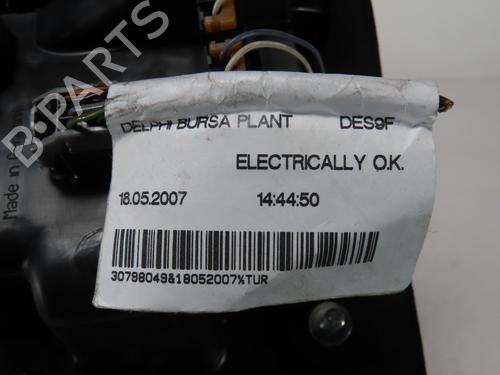 B-PARTS
Made in
DELPHI BURSA PLANT DES9F
ELECTRICALLY O.K.
18.05.2007 14:44:50
30798049&18052007%TUR